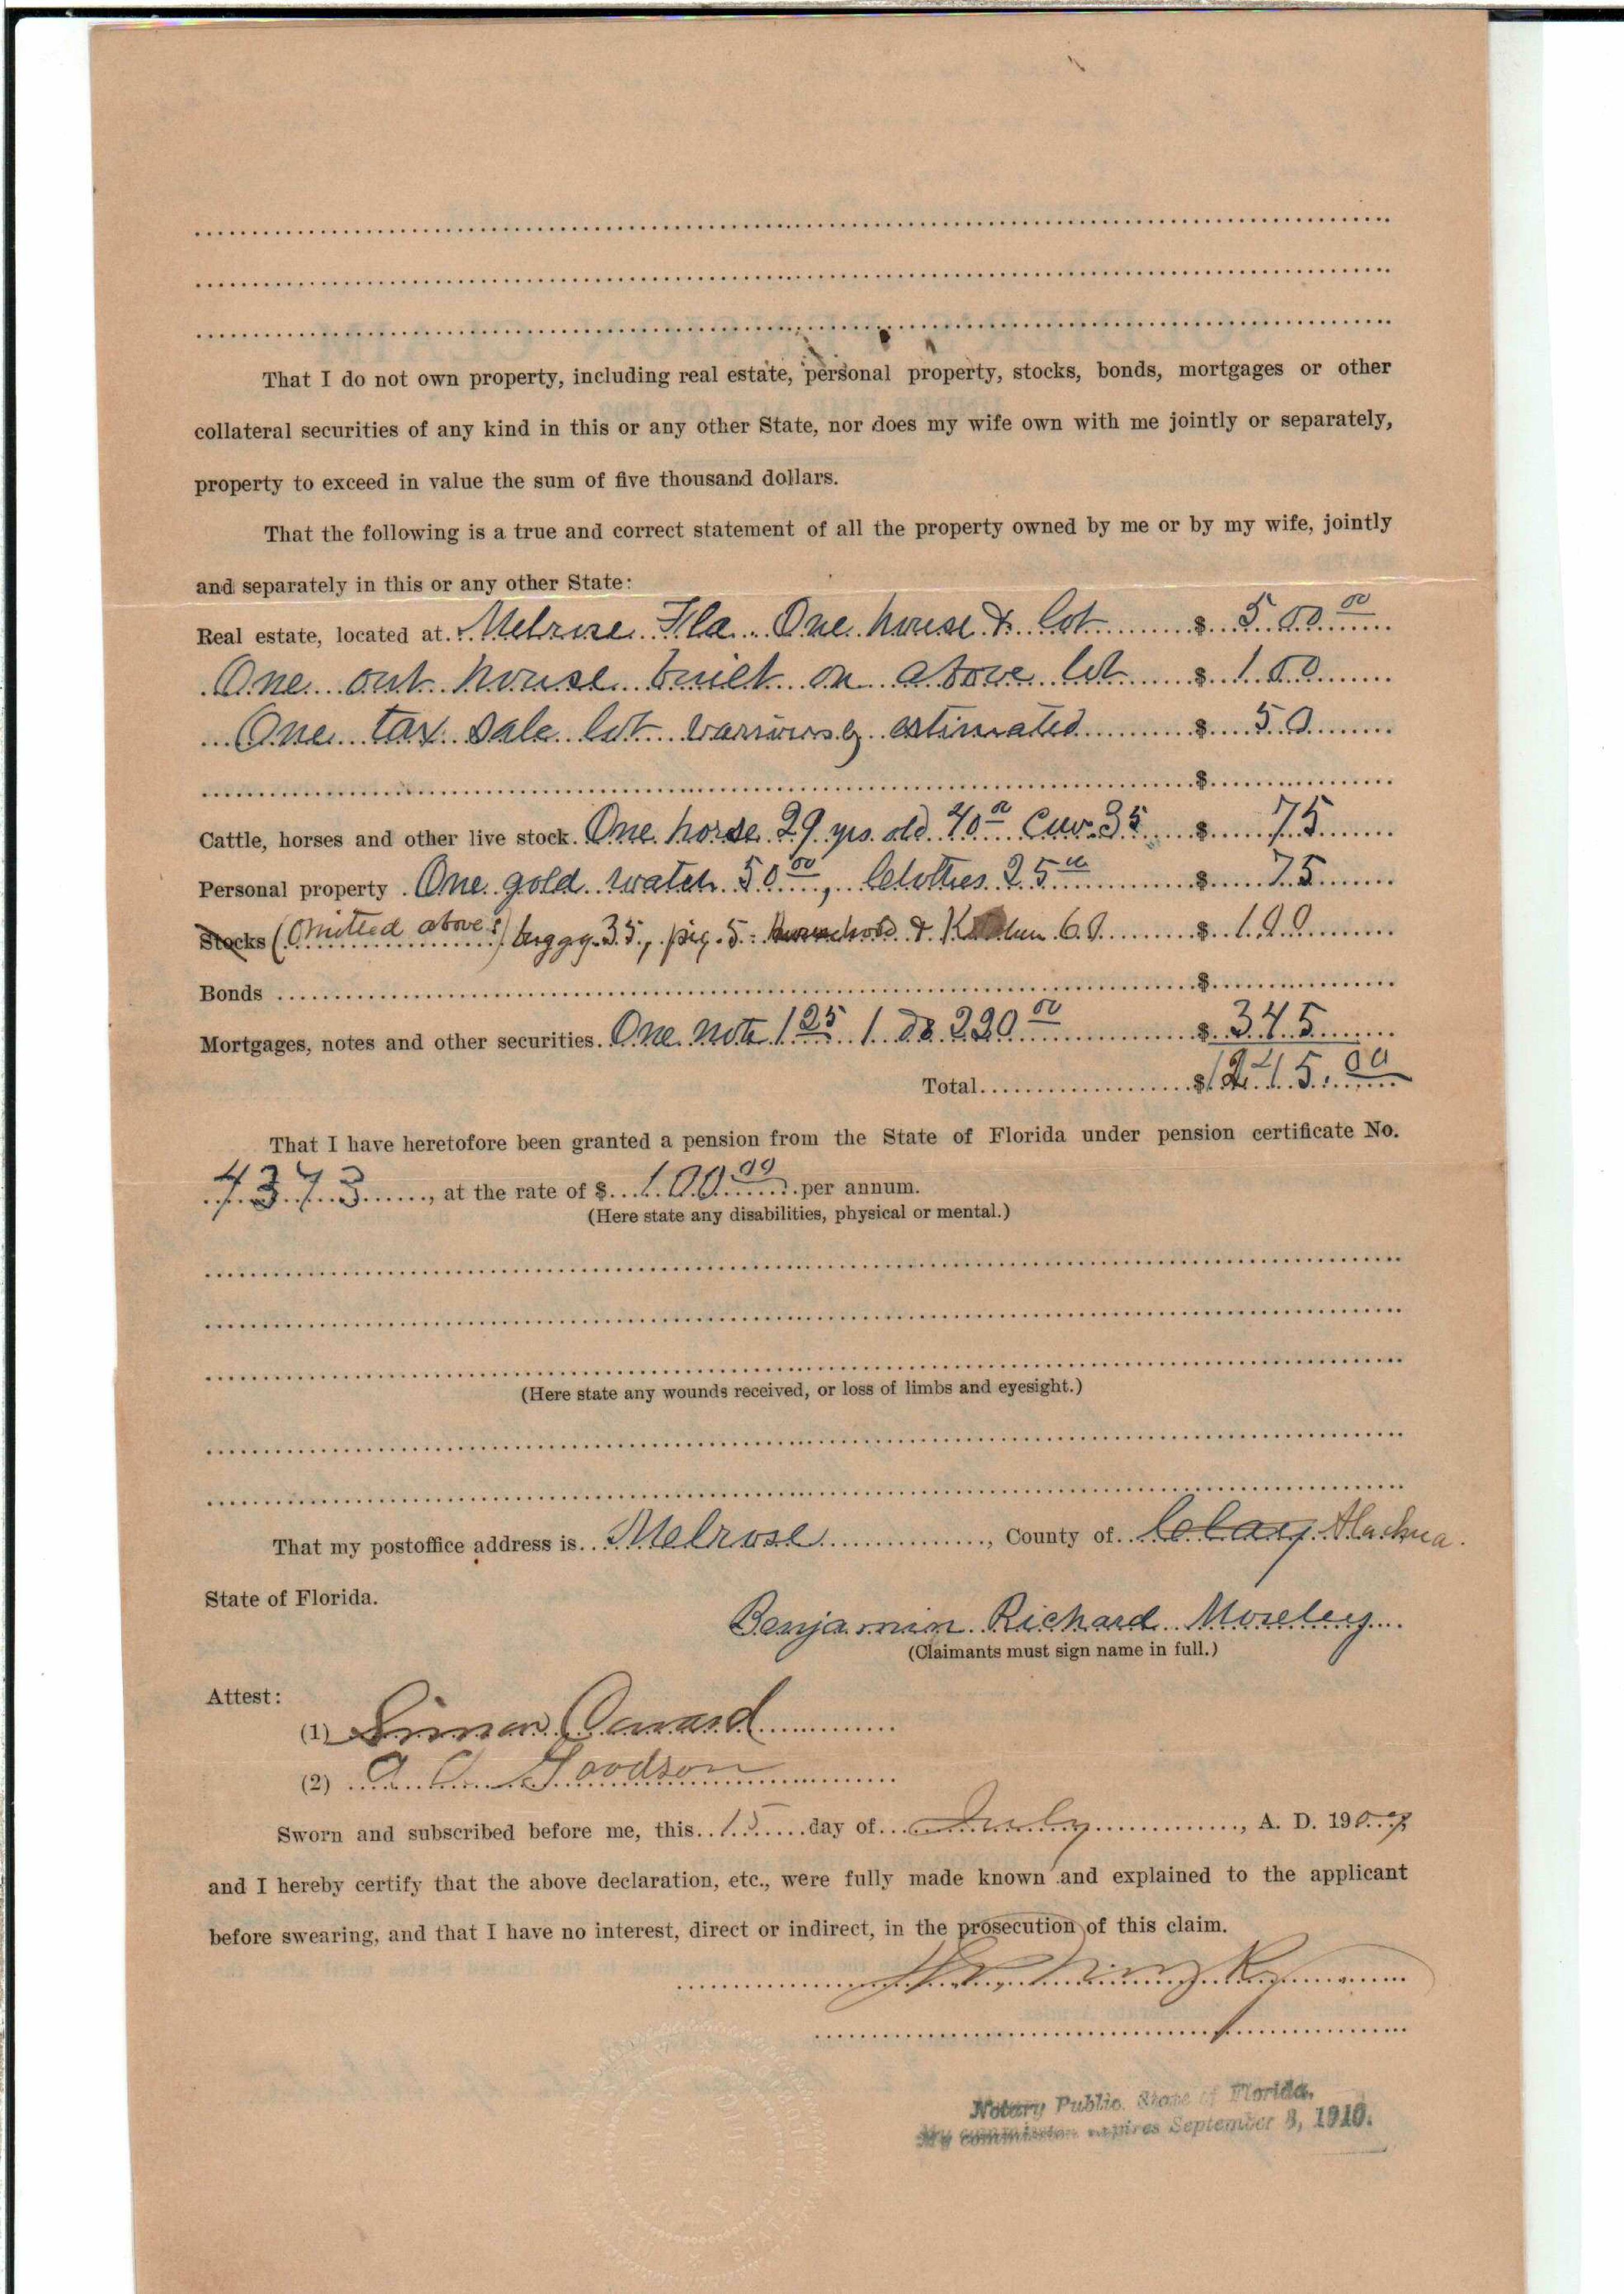 That I do not own property, including real estate, personal property, stocks, bonds, mortgages or other
collateral securities of any kind in this or any other State, nor does my wife own with me jointly or separately,
property to exceed in value the sum of five thousand dollars.
That the following is a true and correct statement of all the property owned by me or by my wife, jointly
and separately in this or any other State:
Real estate, located at Melrose Fla. One house & lot $ 500 00
One out house built on above lot $ 100
One tax sale lot variously estimated $ 50
$
Cattle, horses and other live stock One horse 29 yrs. old 40 00 Cow 35 $ 75
Personal property One gold watch 50 00, Clothes 25 00 $ 75
Stocks (Omitted above:) buggy 35, pig 5 household & Kitchen 60 $ 100
Bonds $
Mortgages, notes and other securities. One note 125 1 do 220 00 $ 345
Total $ 1245.00
That I have heretofore been granted a pension from the State of Florida under pension certificate No.
4373, at the rate of $ 100 00 per annum.
(Here state any disabilities, physical or mental.)
(Here state any wounds received, or loss of limbs and eyesight.)
That my postoffice address is Melrose, County of Clay Alachua.
State of Florida.
Benjamin Richard Moseley
(Claimants must sign name in full.)
Attest:
(1) Simon Canard
(2) Goodson
Sworn and subscribed before me, this 15 day of July, A. D. 1909
and I hereby certify that the above declaration, etc., were fully made known and explained to the applicant
before swearing, and that I have no interest, direct or indirect, in the prosecution of this claim.
Notary Public. State of Florida.
My commission expires September 3, 1910.